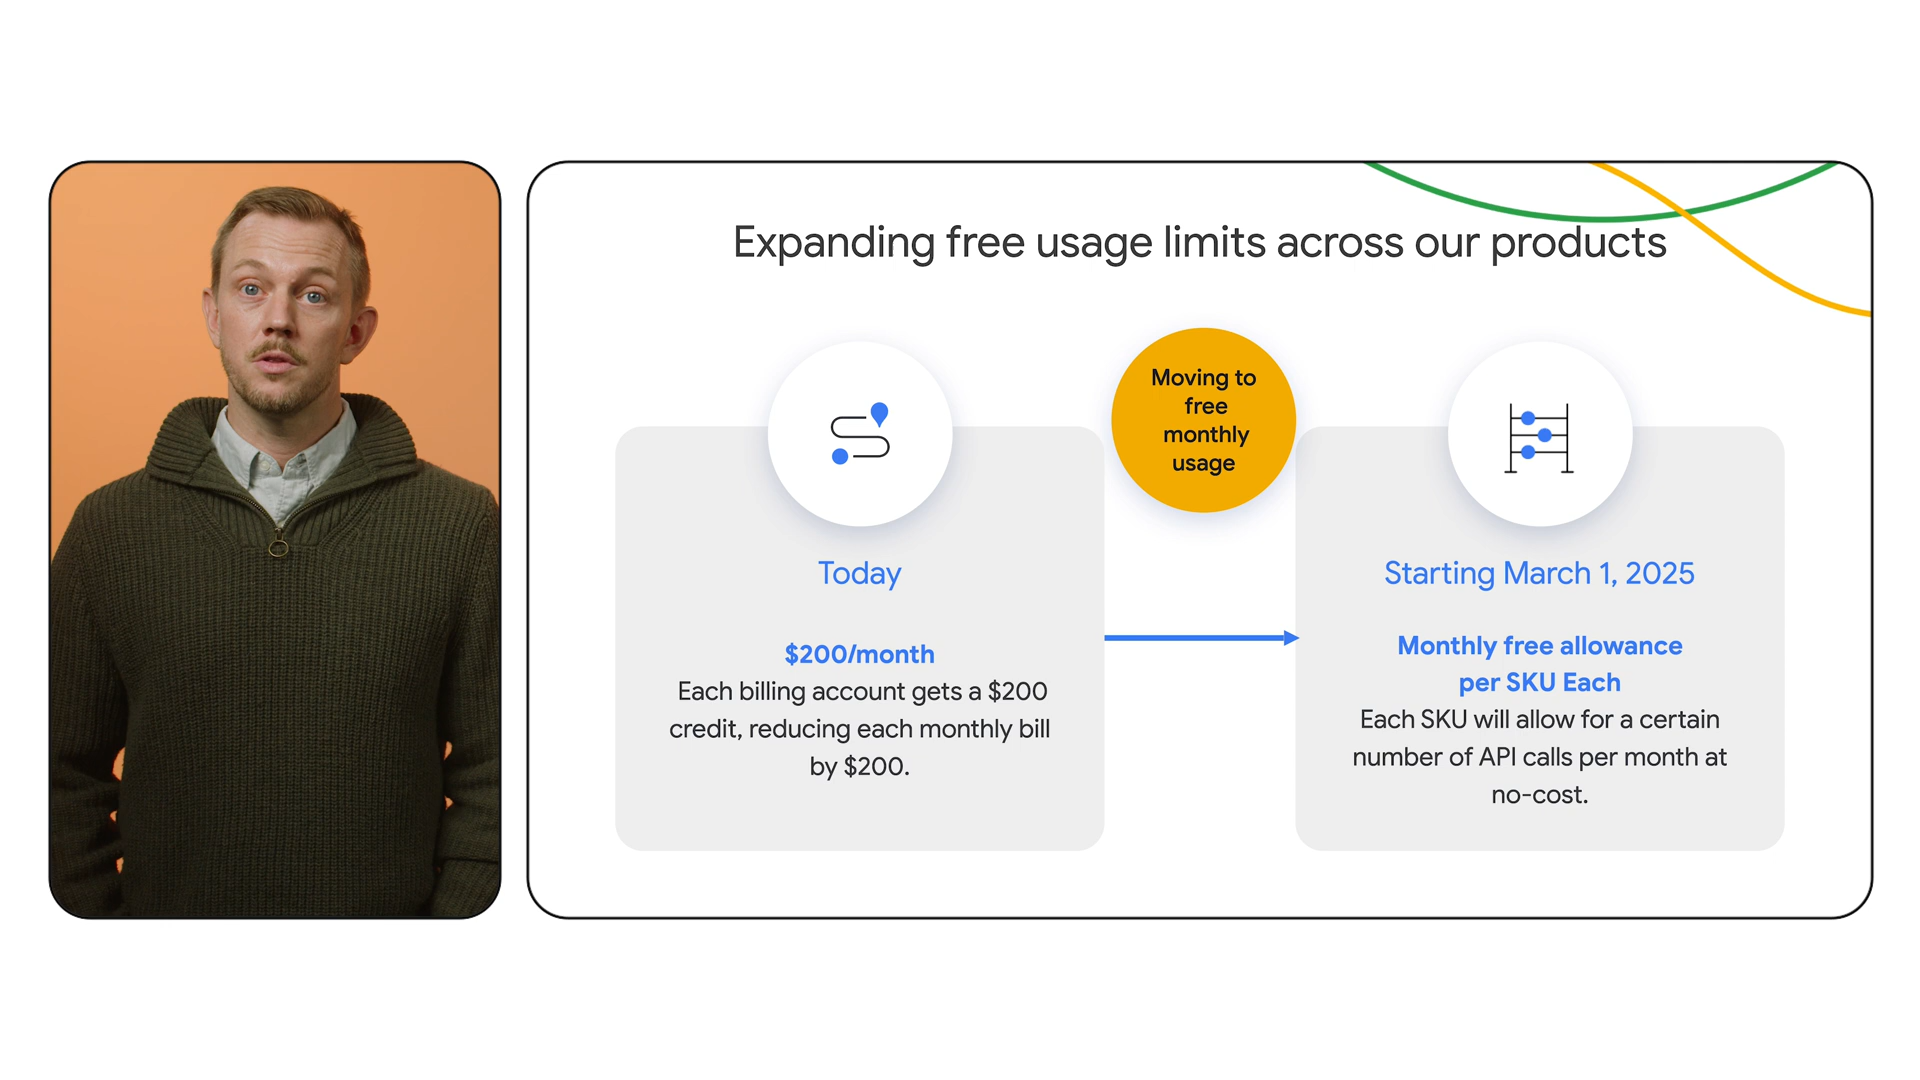 Expanding free usage limits across our products
Moving to
free
monthly
usage
Today
$200/month
Each billing account gets a $200
credit, reducing each monthly bill
by $200.
Starting March 1, 2025
Monthly free allowance
per SKU Each
Each SKU will allow for a certain
number of API calls per month at
no-cost.